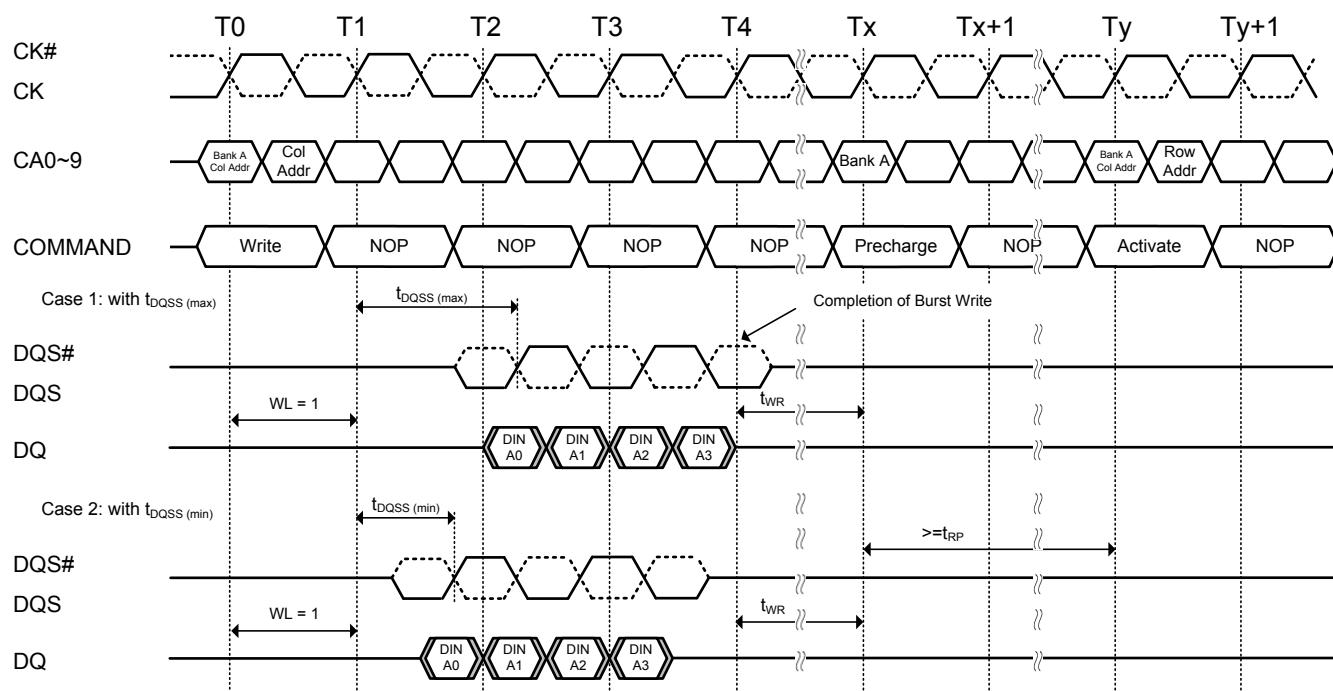 T0 T1 T2 T3 T4 Tx Tx+1 Ty Ty+1
CK#
CK
CA0~9
Bank A
Col Addr
Col
Addr
Bank A
Bank A
Col Addr
Row
Addr
COMMAND Write NOP NOP NOP NOP Precharge NOP Activate NOP
Case 1: with tDQSS (max)
tDQSS (max)
Completion of Burst Write
DQS#
DQS
WL = 1
tWR
DQ
DIN
A0
DIN
A1
DIN
A2
DIN
A3
Case 2: with tDQSS (min)
tDQSS (min)
>=tRP
DQS#
DQS
WL = 1
tWR
DQ
DIN
A0
DIN
A1
DIN
A2
DIN
A3